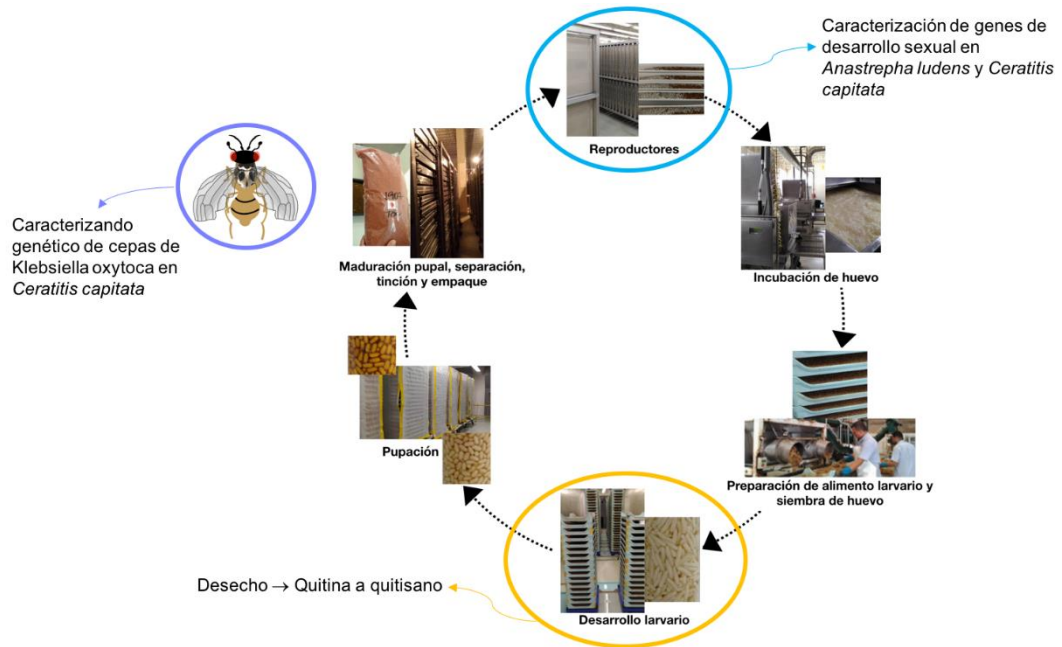 Caracterización de genes de
desarrollo sexual en
Anastrepha ludens y Ceratitis
capitata
Reproductores
Caracterizando
genético de cepas de
Klebsiella oxytoca en
Ceratitis capitata
Maduración pupal, separación,
tinción y empaque
Incubación de huevo
Pupación
Preparación de alimento larvario y
siembra de huevo
Desecho → Quitina a quitisano
Desarrollo larvario